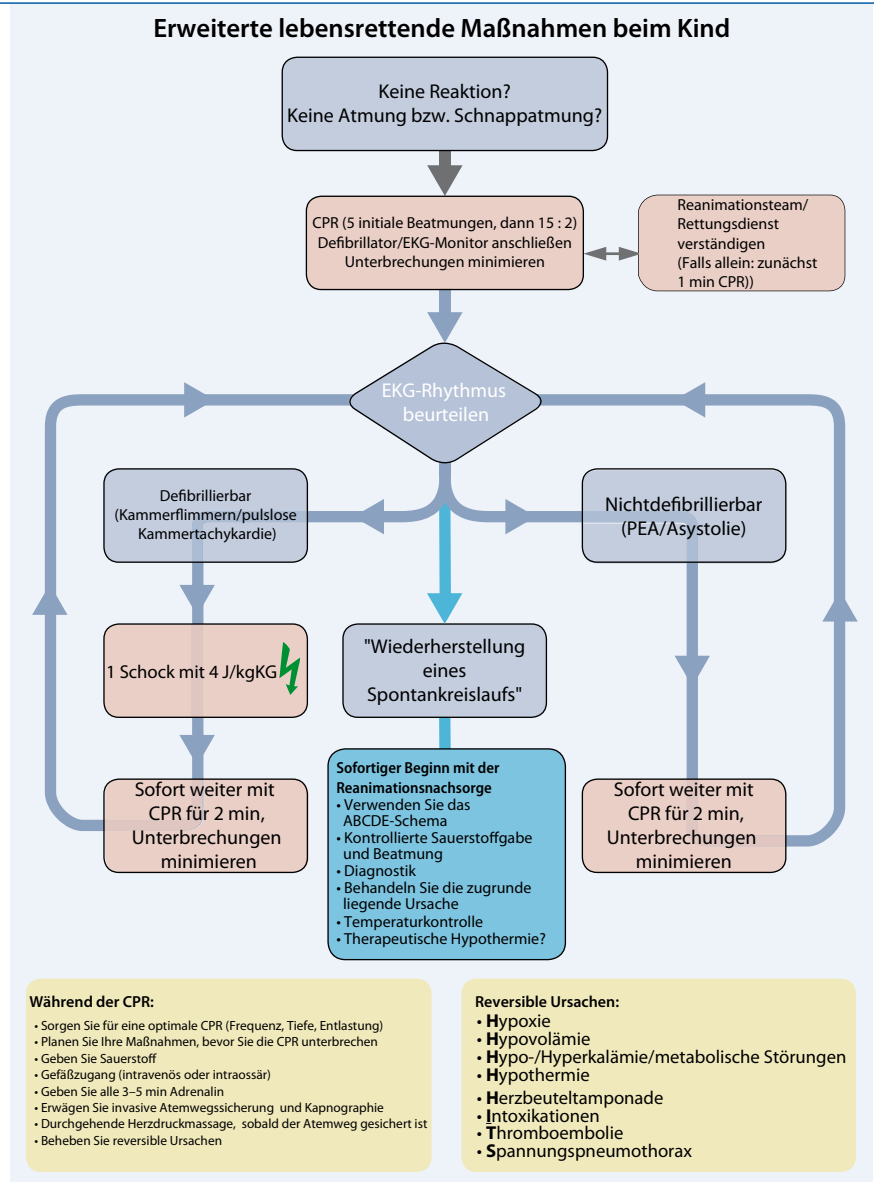 Erweiterte lebensrettende Maßnahmen beim Kind
Keine Reaktion?
Keine Atmung bzw. Schnappatmung?
CPR (5 initiale Beatmungen, dann 15 : 2)
Defibrillator/EKG-Monitor anschließen
Unterbrechungen minimieren
Reanimationsteam/
Rettungsdienst
verständigen
(Falls allein: zunächst
1 min CPR))
EKG-Rhythmus
beurteilen
Defibrillierbar
(Kammerflimmern/pulslose
Kammertachykardie)
Nichtdefibrillierbar
(PEA/Asystolie)
1 Schock mit 4 J/kgKG
"Wiederherstellung
eines
Spontankreislaufs"
Sofort weiter mit
CPR für 2 min,
Unterbrechungen
minimieren
Sofortiger Beginn mit der
Reanimationsnachsorge
• Verwenden Sie das
ABCDE-Schema
• Kontrollierte Sauerstoffgabe
und Beatmung
• Diagnostik
• Behandeln Sie die zugrunde
liegende Ursache
• Temperaturkontrolle
• Therapeutische Hypothermie?
Sofort weiter mit
CPR für 2 min,
Unterbrechungen
minimieren
Während der CPR:
• Sorgen Sie für eine optimale CPR (Frequenz, Tiefe, Entlastung)
• Planen Sie Ihre Maßnahmen, bevor Sie die CPR unterbrechen
• Geben Sie Sauerstoff
• Gefäßzugang (intravenös oder intraossär)
• Geben Sie alle 3–5 min Adrenalin
• Erwägen Sie invasive Atemwegssicherung und Kapnographie
• Durchgehende Herzdruckmassage, sobald der Atemweg gesichert ist
• Beheben Sie reversible Ursachen
Reversible Ursachen:
• Hypoxie
• Hypovolämie
• Hypo-/Hyperkalämie/metabolische Störungen
• Hypothermie
• Herzbeuteltamponade
• Intoxikationen
• Thromboembolie
• Spannungspneumothorax